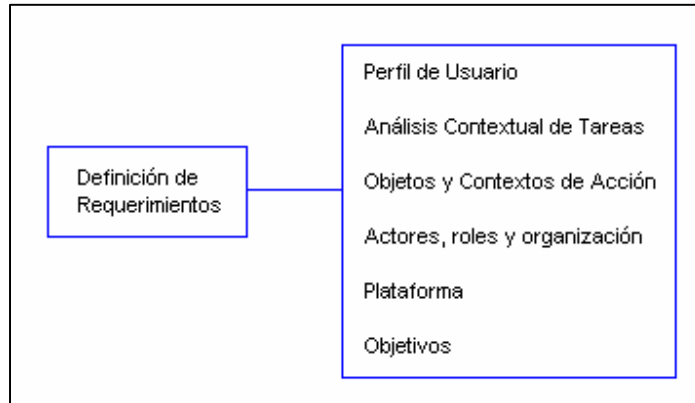 Definición de
Requerimientos
Perfil de Usuario
Análisis Contextual de Tareas
Objetos y Contextos de Acción
Actores, roles y organización
Plataforma
Objetivos